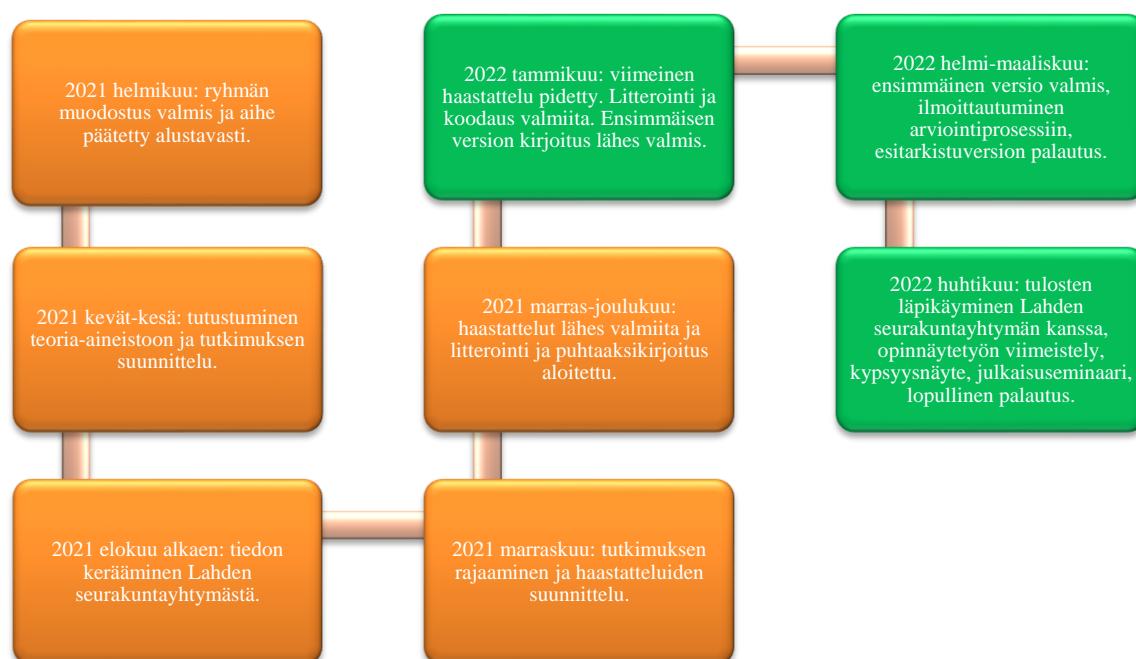 2021 helmikuu: ryhmän
muodostus valmis ja aihe
päätetty alustavasti.
2021 kevät-kesä: tutustuminen
teoria-aineistoon ja tutkimuksen
suunnittelu.
2021 elokuu alkaen: tiedon
kerääminen Lahden
seurakuntayhtymästä.
2021 marraskuu: tutkimuksen
rajaaminen ja haastatteluiden
suunnittelu.
2021 marras-joulukuu:
haastattelut lähes valmiita ja
litterointi ja puhtaaksikirjoitus
aloitettu.
2022 tammikuu: viimeinen
haastattelu pidetty. Litterointi ja
koodaus valmiita. Ensimmäisen
version kirjoitus lähes valmis.
2022 helmi-maaliskuu:
ensimmäinen versio valmis,
ilmoittautuminen
arviointiprosessiin,
esitarkistuversion palautus.
2022 huhtikuu: tulosten
läpikäyminen Lahden
seurakuntayhtymän kanssa,
opinnäytetyön viimeistely,
kypsyysnäyte, julkaisuseminaari,
lopullinen palautus.